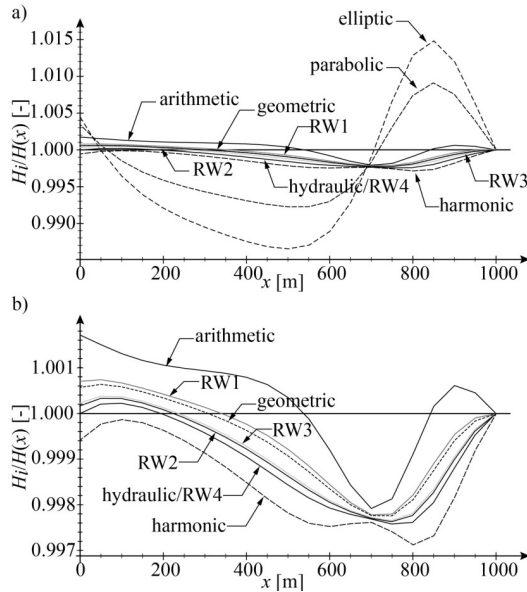 a)
H_i/H(x) [-]
1.015
1.010
1.005
1.000
0.995
0.990
elliptic
parabolic
arithmetic
geometric
RW1
RW2
hydraulic/RW4
RW3
harmonic
0 200 400 600 800 1000
x [m]
b)
H_i/H(x) [-]
1.001
1.000
0.999
0.998
0.997
arithmetic
RW1
geometric
RW3
RW2
hydraulic/RW4
harmonic
0 200 400 600 800 1000
x [m]